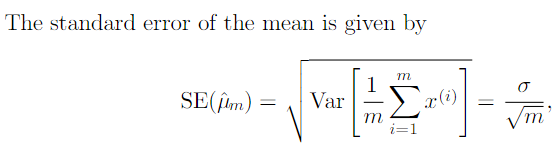 The standard error of the mean is given by
SE(μ̂ₘ) = √(Var[1/m ∑ᵢ₌₁ᵐ x⁽ⁱ⁾]) = σ/√m,